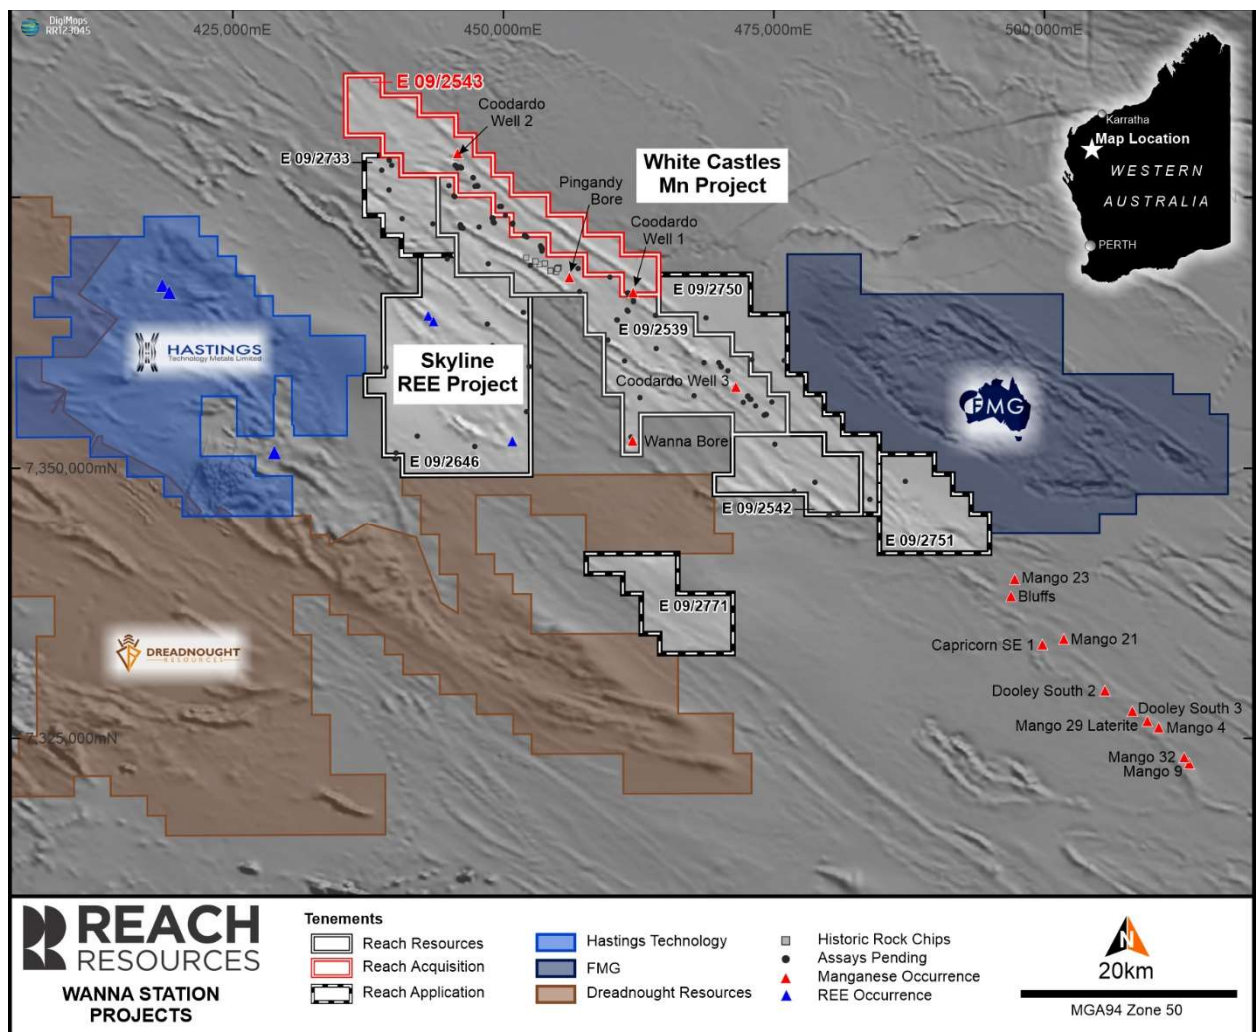 DigiMaps
RR123045
425,000mE
450,000mE
475,000mE
500,000mE
E 09/2543
Coodardo
Well 2
E 09/2733
White Castles
Mn Project
Pingandy
Bore
Coodardo
Well 1
Karratha
Map Location
WESTERN
AUSTRALIA
PERTH
E 09/2750
E 09/2539
HASTINGS
Technology Metals Limited
Skyline
REE Project
Coodardo Well 3
FMG
Wanna Bore
7,350,000mN
E 09/2646
E 09/2542
E 09/2751
Mango 23
Bluffs
E 09/2771
Capricorn SE 1
Mango 21
DREADNOUGHT
RESOURCES
Dooley South 2
Dooley South 3
Mango 29 Laterite
Mango 4
7,325,000mN
Mango 32
Mango 9
REACH
RESOURCES
WANNA STATION
PROJECTS
Tenements
Reach Resources
Reach Acquisition
Reach Application
Hastings Technology
FMG
Dreadnought Resources
Historic Rock Chips
Assays Pending
Manganese Occurrence
REE Occurrence
N
20km
MGA94 Zone 50